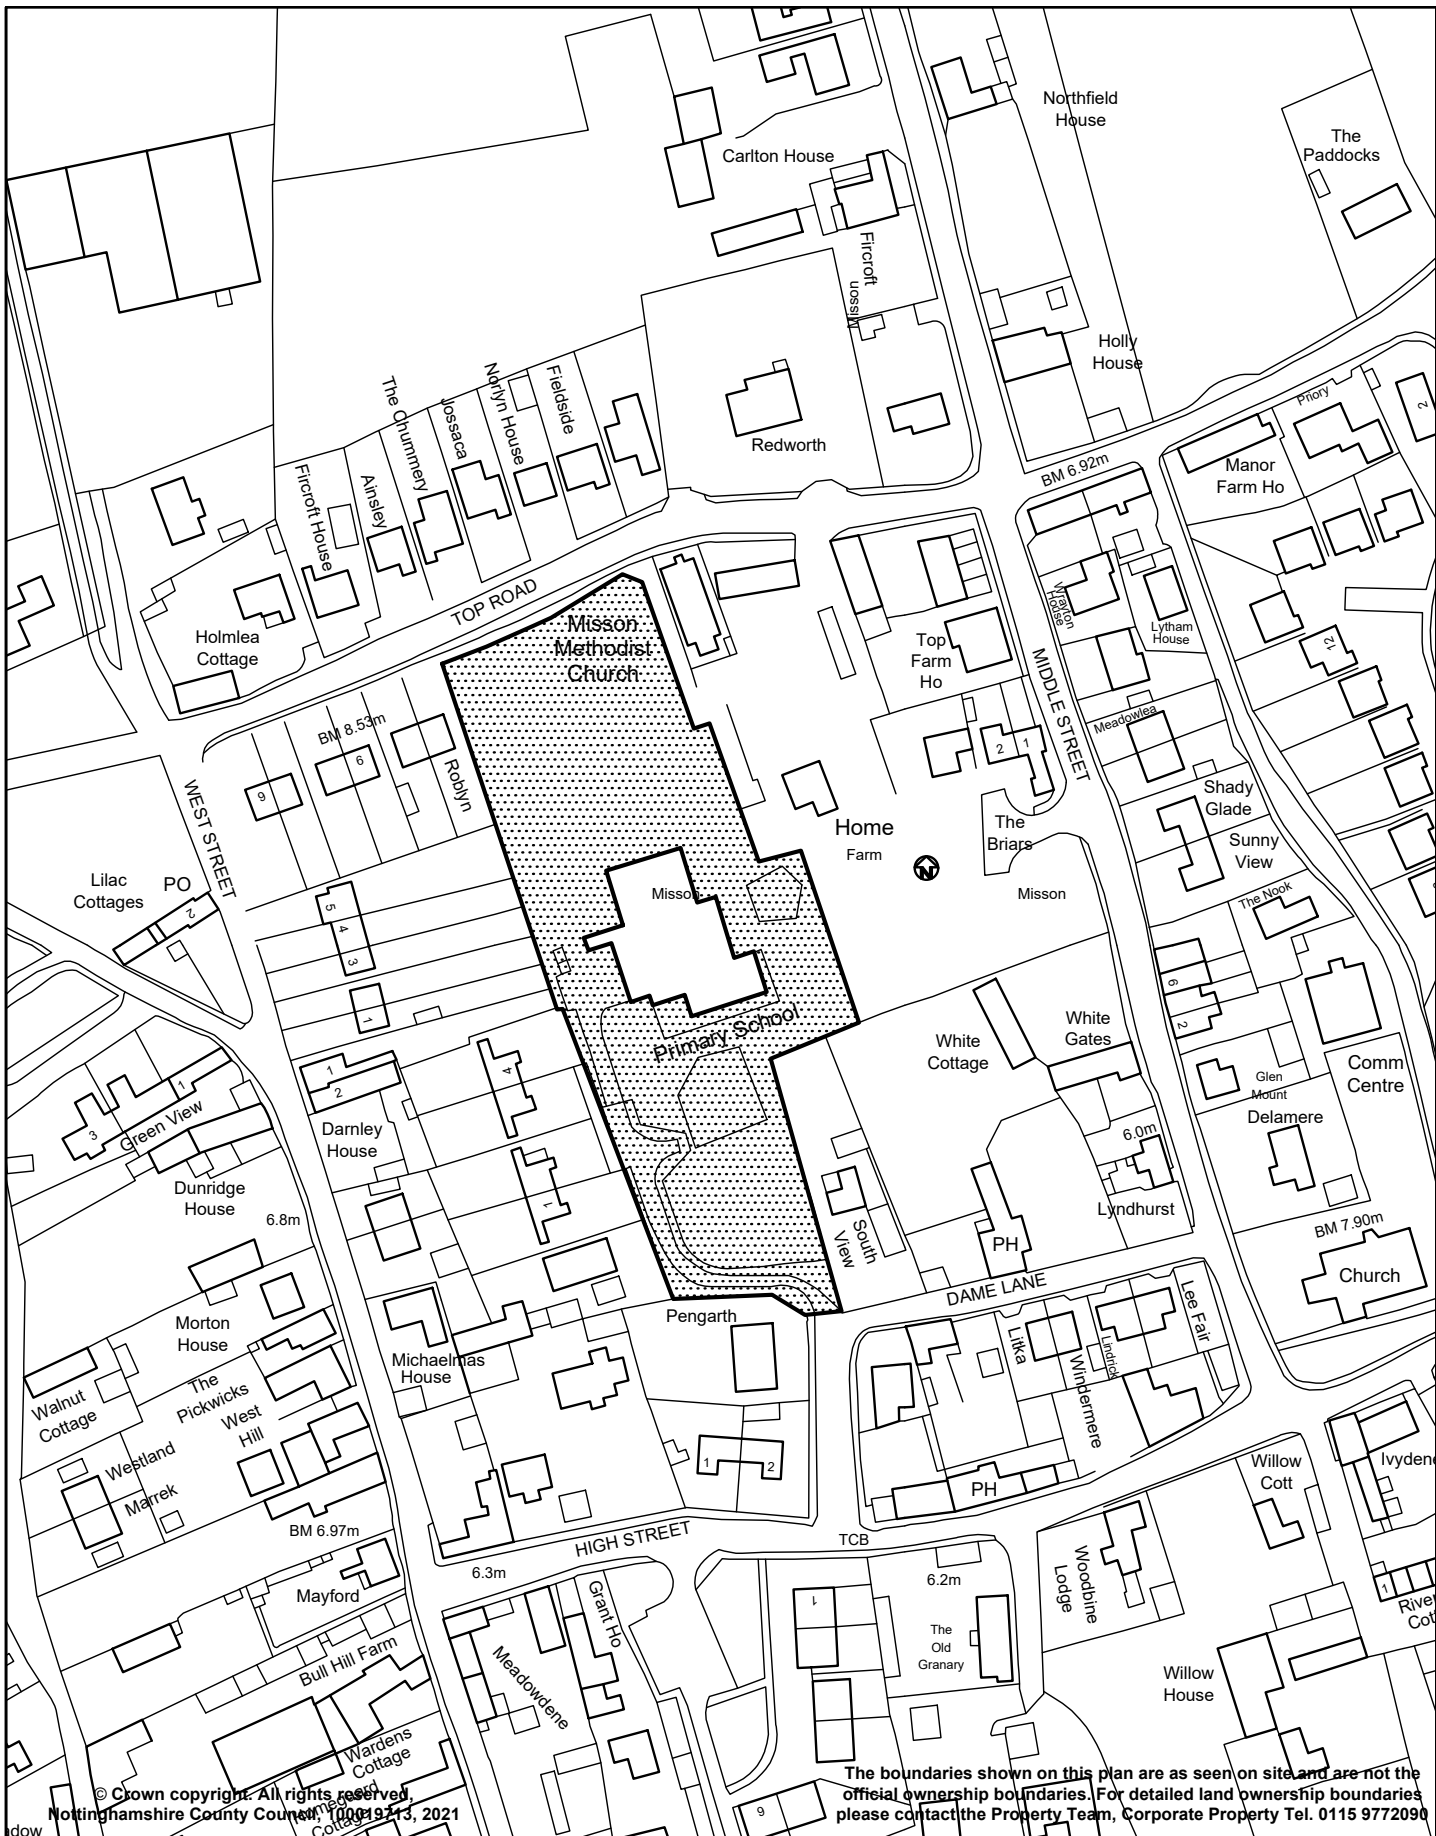 Northfield
House
The
Paddocks
Carlton House
Fircroft
Misson
Holly
House
The Chummery
Jossaca
Norlyn House
Fieldside
Redworth
Priory
2
Manor
Farm Ho
BM 6.92m
Fircroft House
Ainsley
TOP ROAD
Misson
Methodist
Church
Holmlea
Cottage
Top
Farm
Ho
MIDDLE STREET
Wrayton
House
Lytham
House
12
BM 8.53m
6
9
Roblyn
Meadowlea
2
1
WEST STREET
Shady
Glade
Home
Farm
The
Briars
Sunny
View
N
Lilac
Cottages
PO
2
5
4
3
1
Misson
Misson
The Nook
6
2
Primary School
White
Cottage
White
Gates
Comm
Centre
Glen
Mount
Delamere
1
3
Green View
1
2
4
Darnley
House
6.0m
Dunridge
House
1
6.8m
South
View
Lyndhurst
BM 7.90m
PH
Church
DAME LANE
Pengarth
Morton
House
Lee Fair
Litka
Lindrick
Windermere
Michaelmas
House
The
Pickwicks
Walnut
Cottage
West
Hill
Westland
Marrek
1
2
PH
Willow
Cott
Ivydene
BM 6.97m
HIGH STREET
TCB
6.3m
6.2m
Mayford
Grant Ho
1
Woodbine
Lodge
1
River
Cott
The
Old
Granary
Bull Hill Farm
Meadowdene
Willow
House
Wardens
Cottage
Homegard
Cottage
9
© Crown copyright. All rights reserved,
Nottinghamshire County Council, 100019713, 2021
The boundaries shown on this plan are as seen on site and are not the
official ownership boundaries. For detailed land ownership boundaries
please contact the Property Team, Corporate Property Tel. 0115 9772090